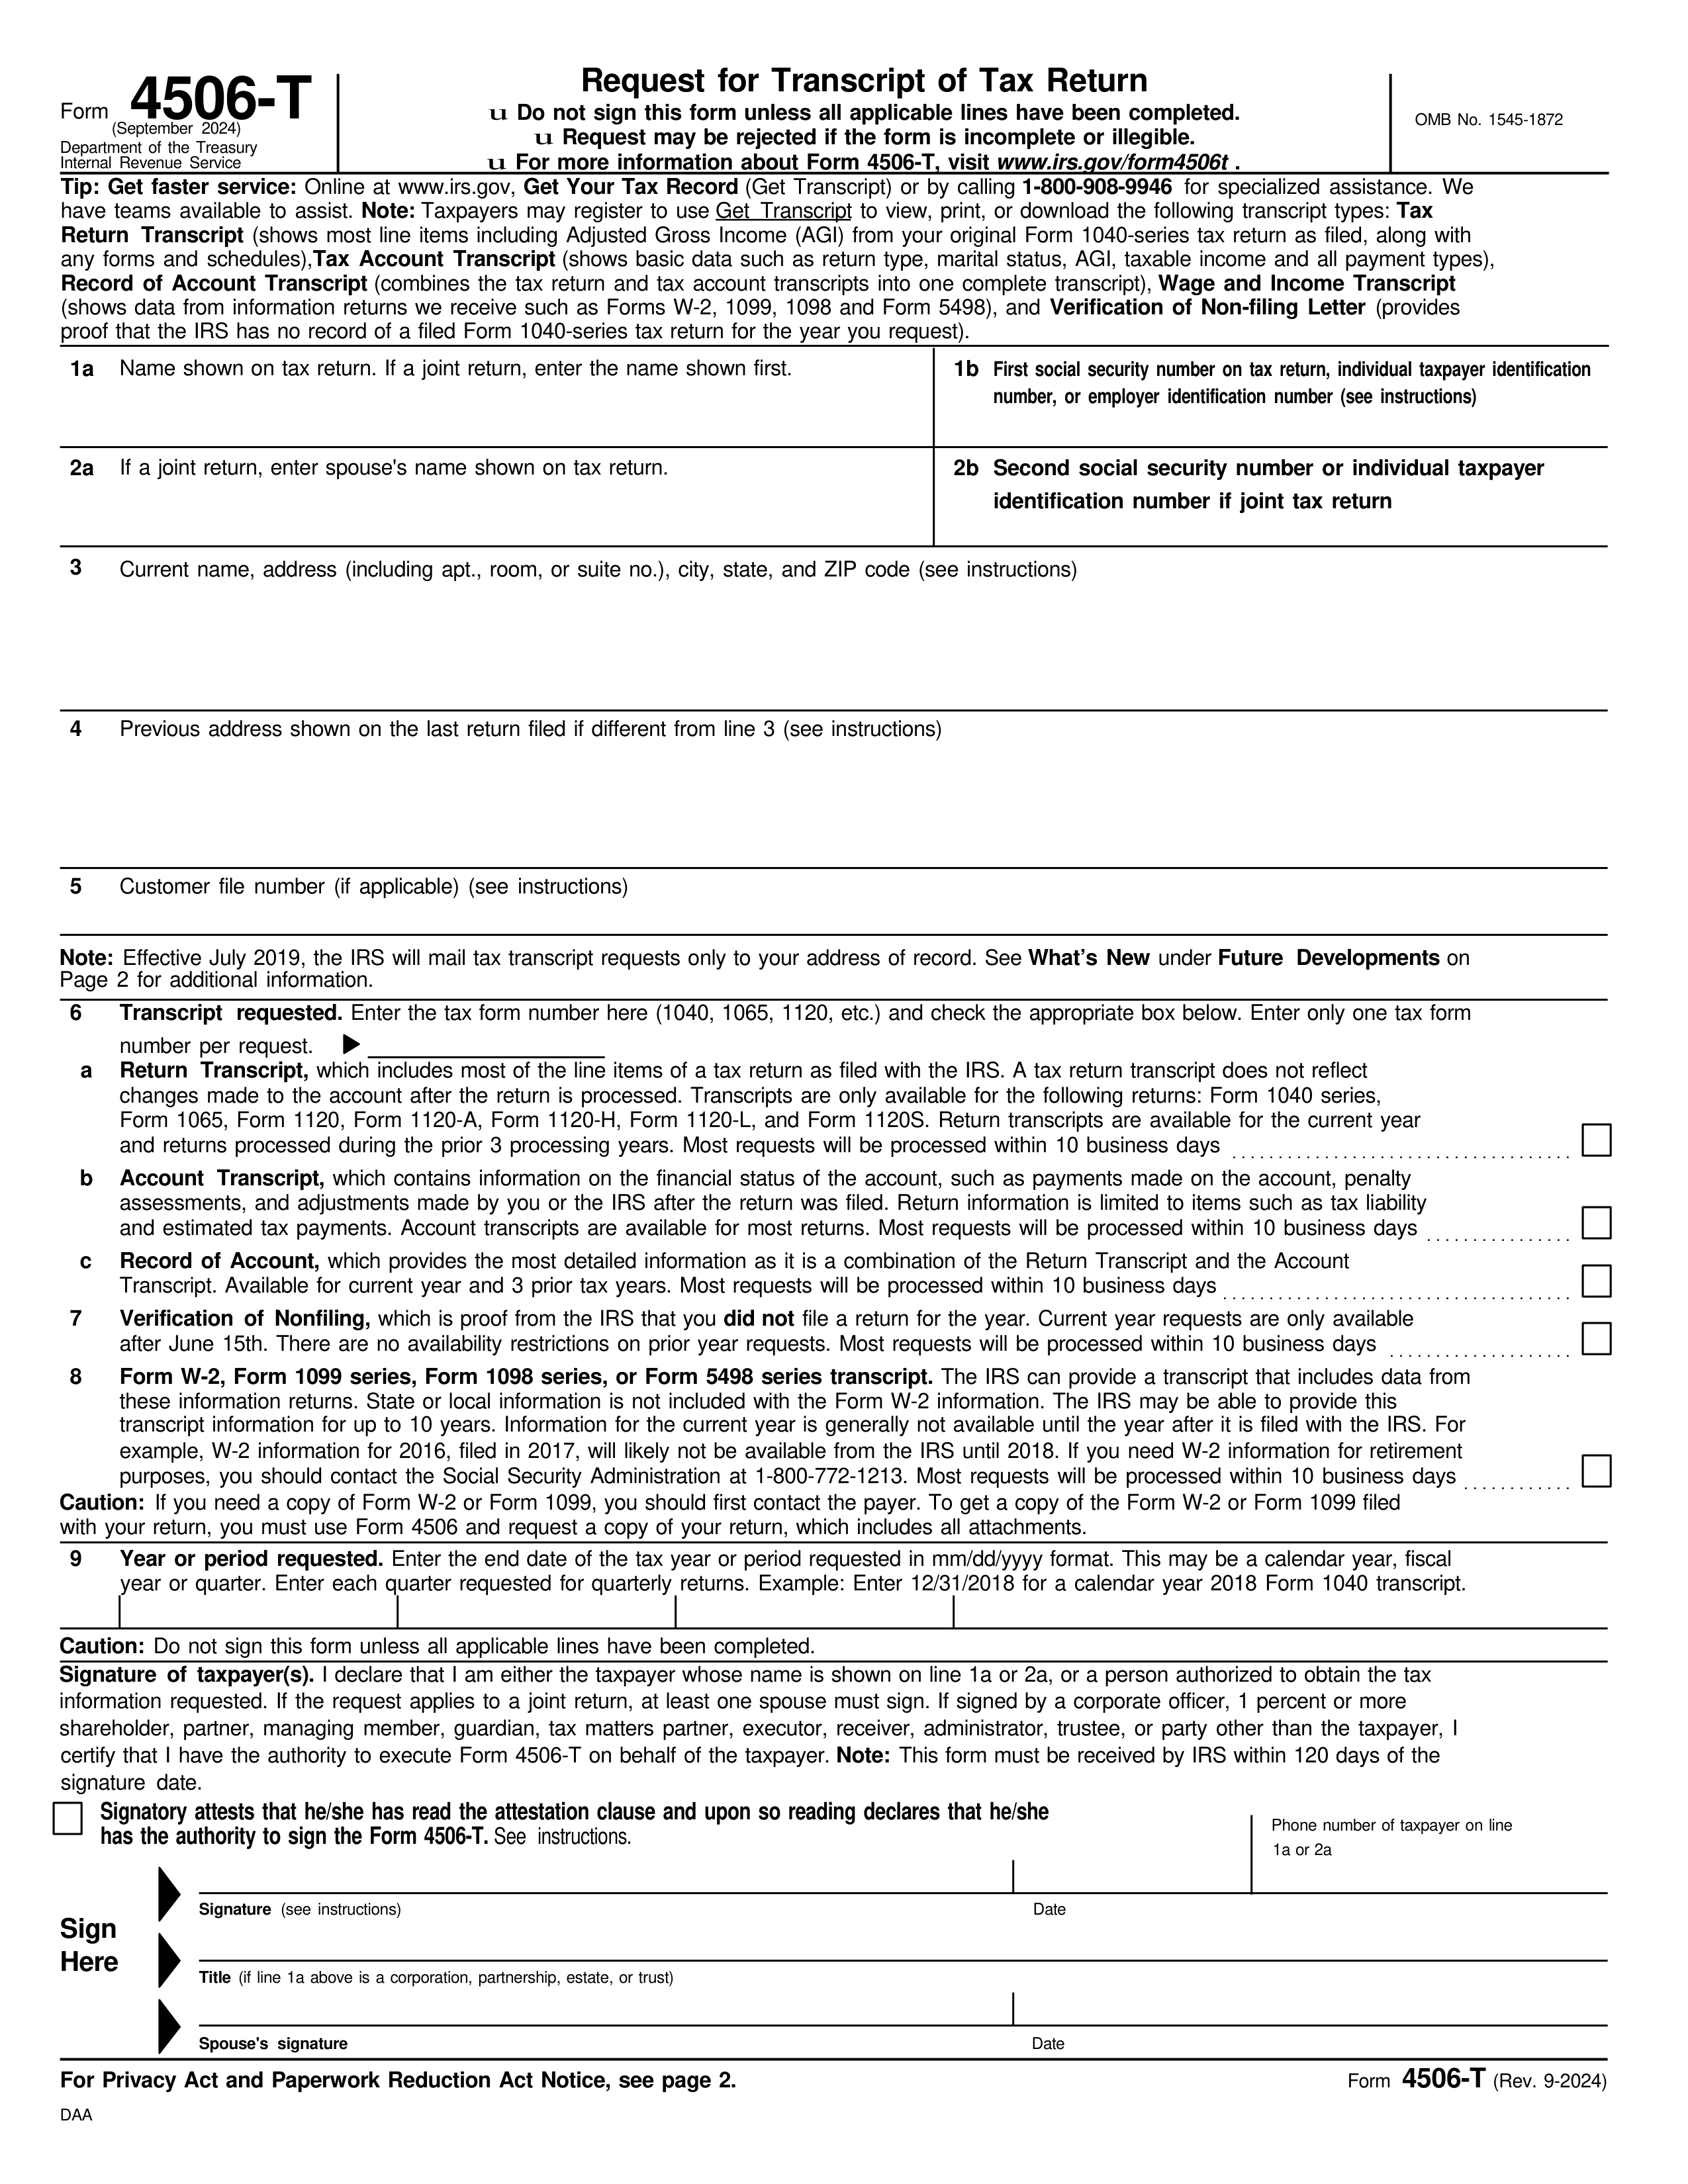 Form 4506-T
(September 2024)
Department of the Treasury
Internal Revenue Service
Request for Transcript of Tax Return
u Do not sign this form unless all applicable lines have been completed.
u Request may be rejected if the form is incomplete or illegible.
u For more information about Form 4506-T, visit www.irs.gov/form4506t .
OMB No. 1545-1872
Tip: Get faster service: Online at www.irs.gov, Get Your Tax Record (Get Transcript) or by calling 1-800-908-9946 for specialized assistance. We
have teams available to assist. Note: Taxpayers may register to use Get Transcript to view, print, or download the following transcript types: Tax
Return Transcript (shows most line items including Adjusted Gross Income (AGI) from your original Form 1040-series tax return as filed, along with
any forms and schedules),Tax Account Transcript (shows basic data such as return type, marital status, AGI, taxable income and all payment types),
Record of Account Transcript (combines the tax return and tax account transcripts into one complete transcript), Wage and Income Transcript
(shows data from information returns we receive such as Forms W-2, 1099, 1098 and Form 5498), and Verification of Non-filing Letter (provides
proof that the IRS has no record of a filed Form 1040-series tax return for the year you request).
1a Name shown on tax return. If a joint return, enter the name shown first.
1b First social security number on tax return, individual taxpayer identification
number, or employer identification number (see instructions)
2a If a joint return, enter spouse's name shown on tax return.
2b Second social security number or individual taxpayer
identification number if joint tax return
3 Current name, address (including apt., room, or suite no.), city, state, and ZIP code (see instructions)
4 Previous address shown on the last return filed if different from line 3 (see instructions)
5 Customer file number (if applicable) (see instructions)
Note: Effective July 2019, the IRS will mail tax transcript requests only to your address of record. See What’s New under Future Developments on
Page 2 for additional information.
6 Transcript requested. Enter the tax form number here (1040, 1065, 1120, etc.) and check the appropriate box below. Enter only one tax form
number per request.
a Return Transcript, which includes most of the line items of a tax return as filed with the IRS. A tax return transcript does not reflect
changes made to the account after the return is processed. Transcripts are only available for the following returns: Form 1040 series,
Form 1065, Form 1120, Form 1120-A, Form 1120-H, Form 1120-L, and Form 1120S. Return transcripts are available for the current year
and returns processed during the prior 3 processing years. Most requests will be processed within 10 business days
b Account Transcript, which contains information on the financial status of the account, such as payments made on the account, penalty
assessments, and adjustments made by you or the IRS after the return was filed. Return information is limited to items such as tax liability
and estimated tax payments. Account transcripts are available for most returns. Most requests will be processed within 10 business days
c Record of Account, which provides the most detailed information as it is a combination of the Return Transcript and the Account
Transcript. Available for current year and 3 prior tax years. Most requests will be processed within 10 business days
7 Verification of Nonfiling, which is proof from the IRS that you did not file a return for the year. Current year requests are only available
after June 15th. There are no availability restrictions on prior year requests. Most requests will be processed within 10 business days
8 Form W-2, Form 1099 series, Form 1098 series, or Form 5498 series transcript. The IRS can provide a transcript that includes data from
these information returns. State or local information is not included with the Form W-2 information. The IRS may be able to provide this
transcript information for up to 10 years. Information for the current year is generally not available until the year after it is filed with the IRS. For
example, W-2 information for 2016, filed in 2017, will likely not be available from the IRS until 2018. If you need W-2 information for retirement
purposes, you should contact the Social Security Administration at 1-800-772-1213. Most requests will be processed within 10 business days
Caution: If you need a copy of Form W-2 or Form 1099, you should first contact the payer. To get a copy of the Form W-2 or Form 1099 filed
with your return, you must use Form 4506 and request a copy of your return, which includes all attachments.
9 Year or period requested. Enter the end date of the tax year or period requested in mm/dd/yyyy format. This may be a calendar year, fiscal
year or quarter. Enter each quarter requested for quarterly returns. Example: Enter 12/31/2018 for a calendar year 2018 Form 1040 transcript.
Caution: Do not sign this form unless all applicable lines have been completed.
Signature of taxpayer(s). I declare that I am either the taxpayer whose name is shown on line 1a or 2a, or a person authorized to obtain the tax
information requested. If the request applies to a joint return, at least one spouse must sign. If signed by a corporate officer, 1 percent or more
shareholder, partner, managing member, guardian, tax matters partner, executor, receiver, administrator, trustee, or party other than the taxpayer, I
certify that I have the authority to execute Form 4506-T on behalf of the taxpayer. Note: This form must be received by IRS within 120 days of the
signature date.
Signatory attests that he/she has read the attestation clause and upon so reading declares that he/she
has the authority to sign the Form 4506-T. See instructions.
Phone number of taxpayer on line
1a or 2a
Sign
Here
Signature (see instructions)
Date
Title (if line 1a above is a corporation, partnership, estate, or trust)
Spouse's signature
Date
For Privacy Act and Paperwork Reduction Act Notice, see page 2.
Form 4506-T (Rev. 9-2024)
DAA